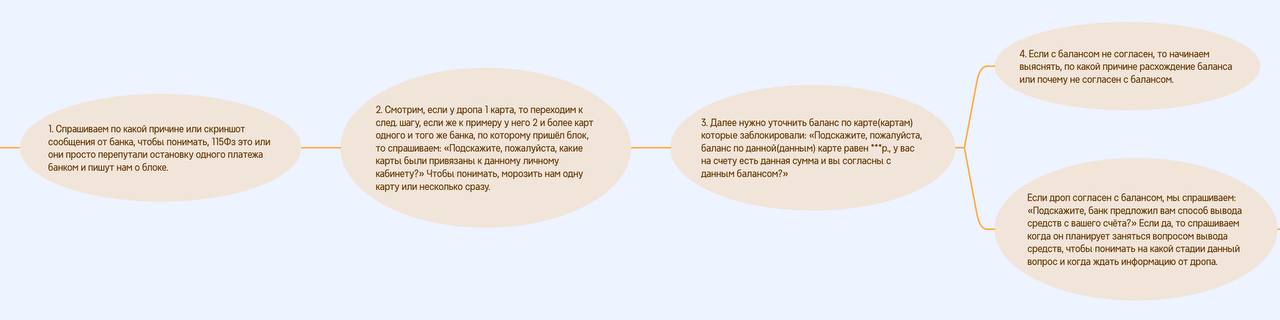 1. Спрашиваем по какой причине или скриншот
сообщения от банка, чтобы понимать, 115Фз это или
они просто перепутали остановку одного платежа
банком и пишут нам о блоке.
2. Смотрим, если у дропа 1 карта, то переходим к
след. шагу, если же к примеру у него 2 и более карт
одного и того же банка, по которому пришёл блок,
то спрашиваем: «Подскажите, пожалуйста, какие
карты были привязаны к данному личному
кабинету?» Чтобы понимать, морозить нам одну
карту или несколько сразу.
3. Далее нужно уточнить баланс по карте(картам)
которые заблокировали: «Подскажите, пожалуйста,
баланс по данной(данным) карте равен ***р., у вас
на счету есть данная сумма и вы согласны с
данным балансом?»
4. Если с балансом не согласен, то начинаем
выяснять, по какой причине расхождение баланса
или почему не согласен с балансом.
Если дроп согласен с балансом, мы спрашиваем:
«Подскажите, банк предложил вам способ вывода
средств с вашего счёта?» Если да, то спрашиваем
когда он планирует заняться вопросом вывода
средств, чтобы понимать на какой стадии данный
вопрос и когда ждать информацию от дропа.